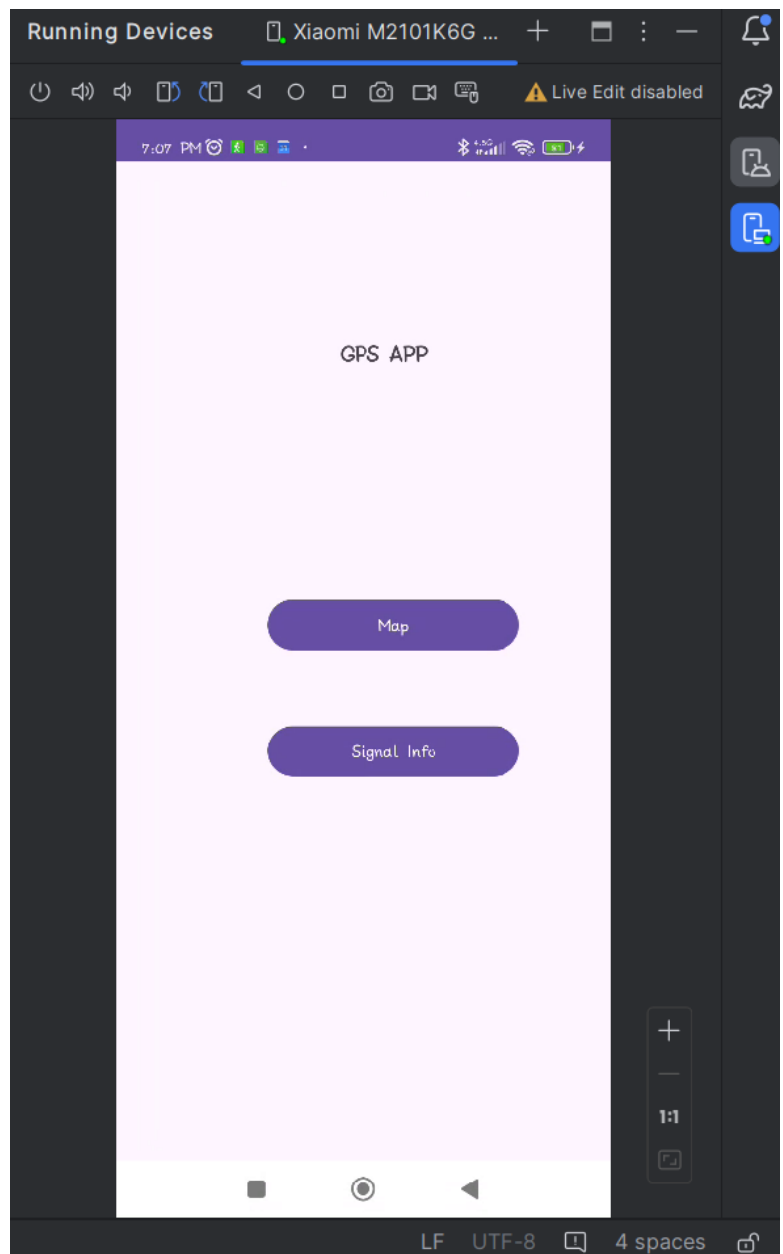 Running Devices Xiaomi M2101K6G ...
Live Edit disabled
7:07 PM
GPS APP
Map
Signal Info
1:1
LF UTF-8 4 spaces